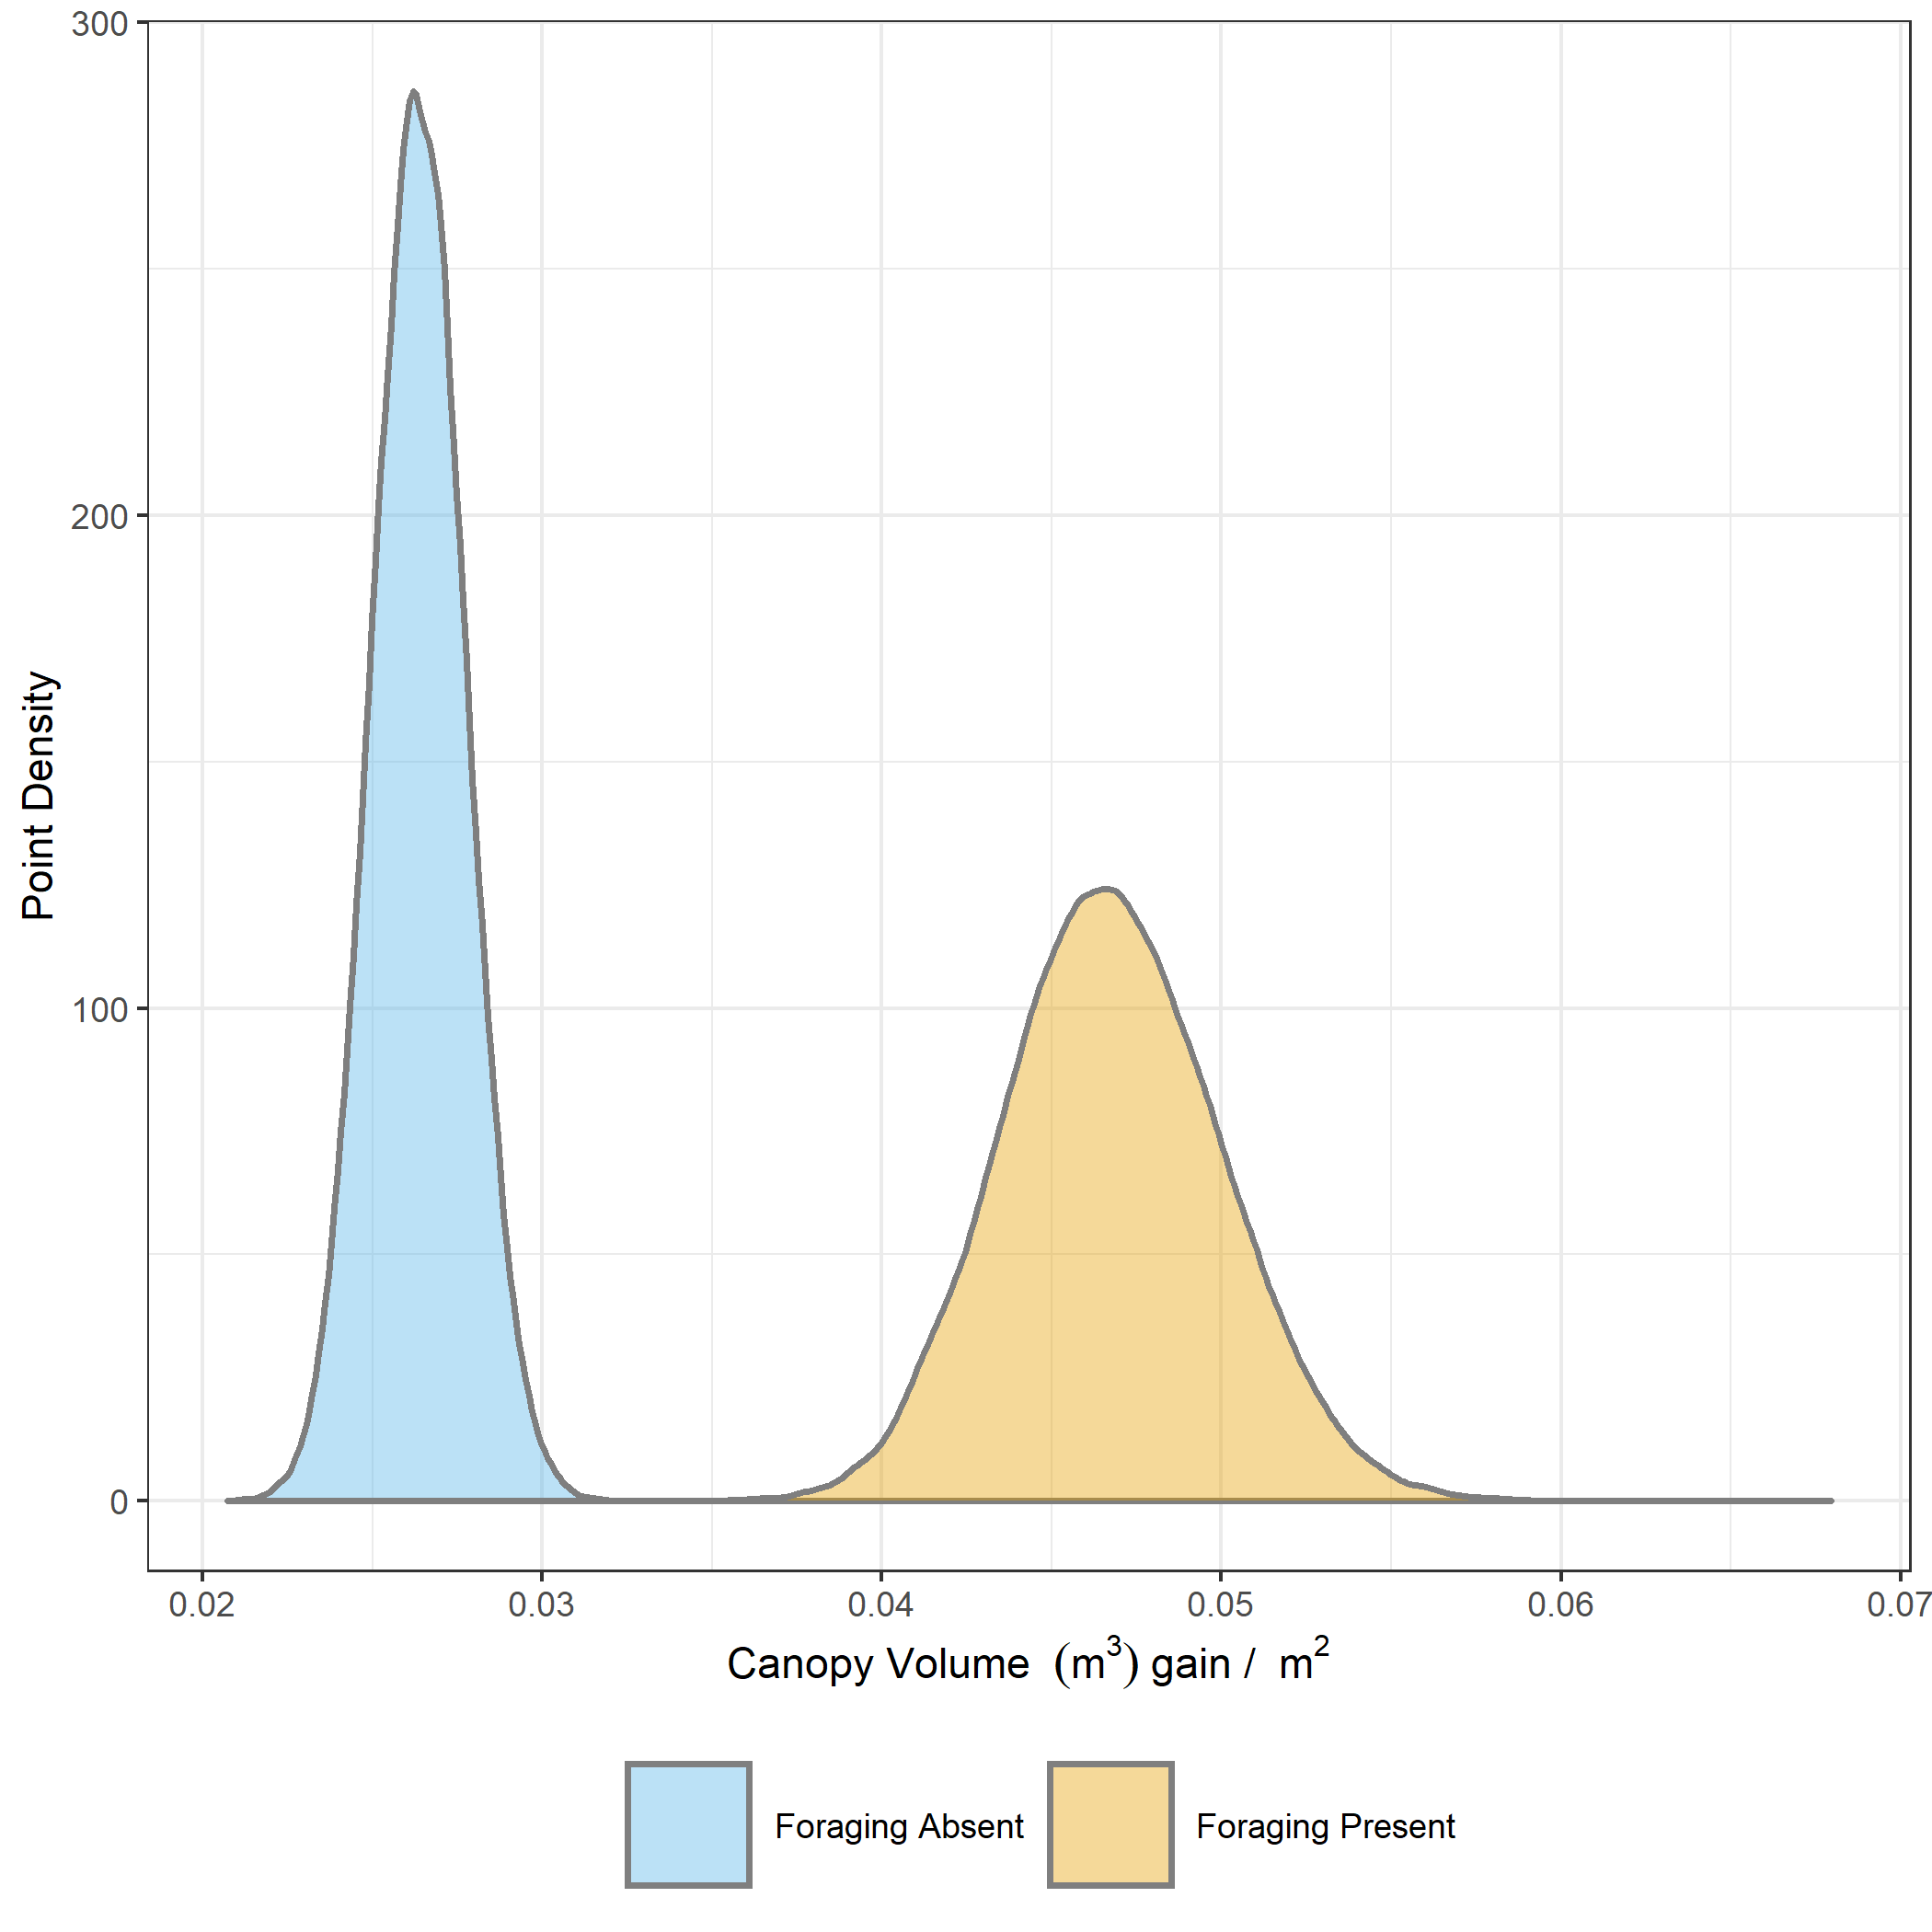 300
200
100
0
Point Density
0.02 0.03 0.04 0.05 0.06 0.07
Canopy Volume (m³) gain / m²
Foraging Absent Foraging Present